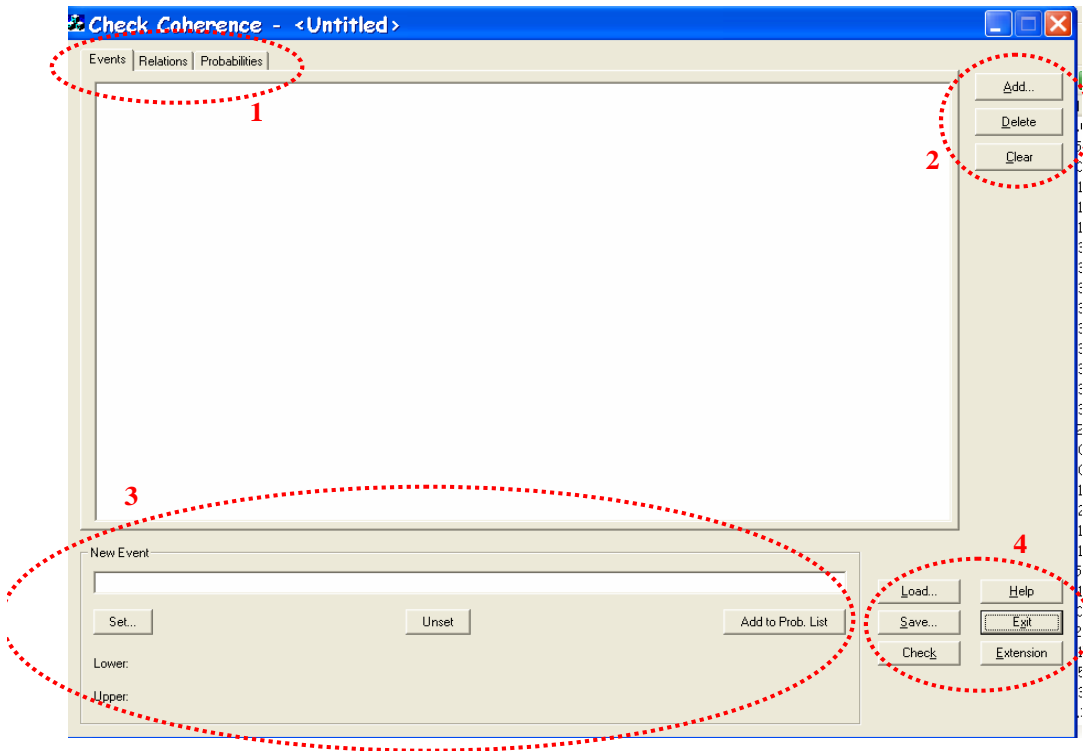 Check Coherence - <Untitled>
Events Relations Probabilities
1
Add...
Delete
Clear
2
3
New Event
Set... Unset Add to Prob. List
Lower:
Upper:
4
Load... Help
Save... Exit
Check Extension